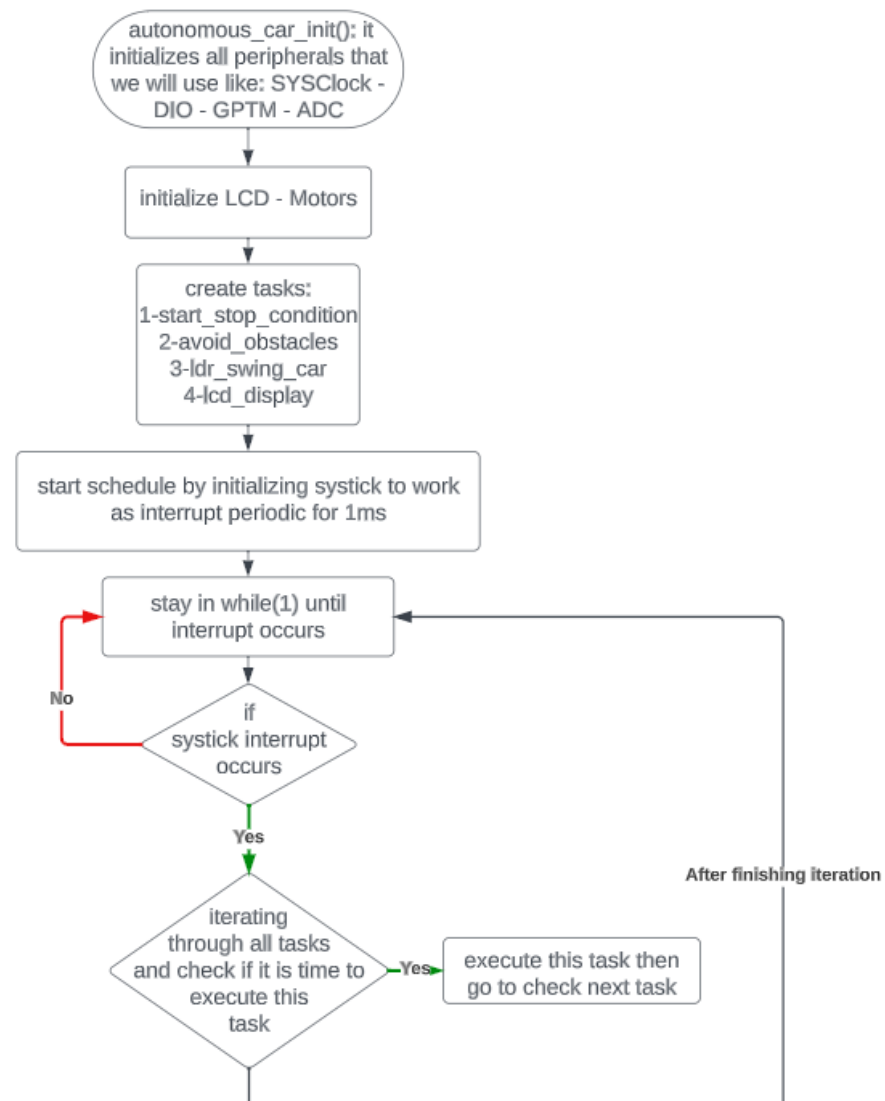 autonomous_car_init(): it
initializes all peripherals that
we will use like: SYSClock -
DIO - GPTM - ADC
initialize LCD - Motors
create tasks:
1-start_stop_condition
2-avoid_obstacles
3-ldr_swing_car
4-lcd_display
start schedule by initializing systick to work
as interrupt periodic for 1ms
stay in while(1) until
interrupt occurs
No
if
systick interrupt
occurs
Yes
After finishing iteration
iterating
through all tasks
and check if it is time to
execute this
task
Yes
execute this task then
go to check next task